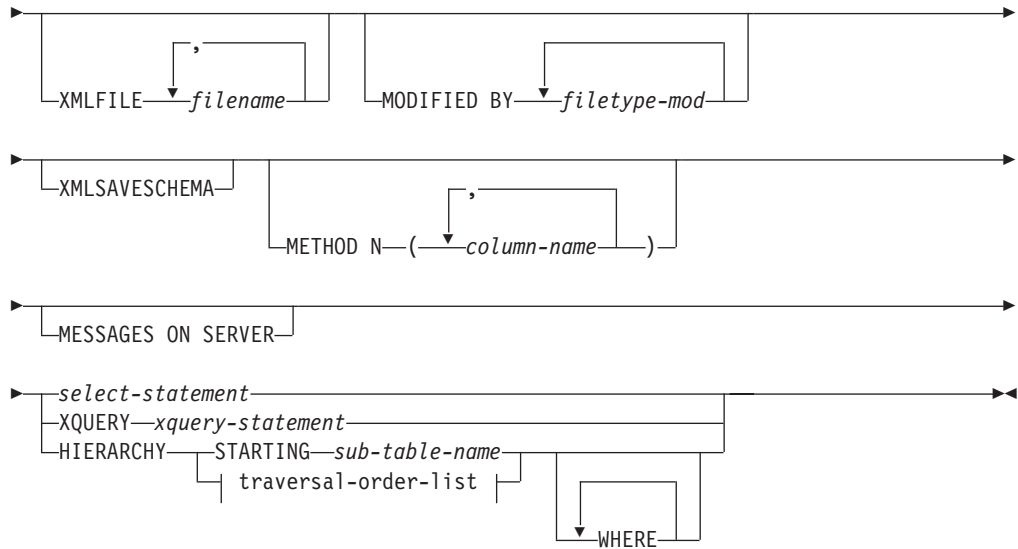 ,
XMLFILE filename MODIFIED BY filetype-mod
XMLSAVESCHEMA
,
METHOD N ( column-name )
MESSAGES ON SERVER
select-statement
XQUERY xquery-statement
HIERARCHY STARTING sub-table-name
traversal-order-list
WHERE